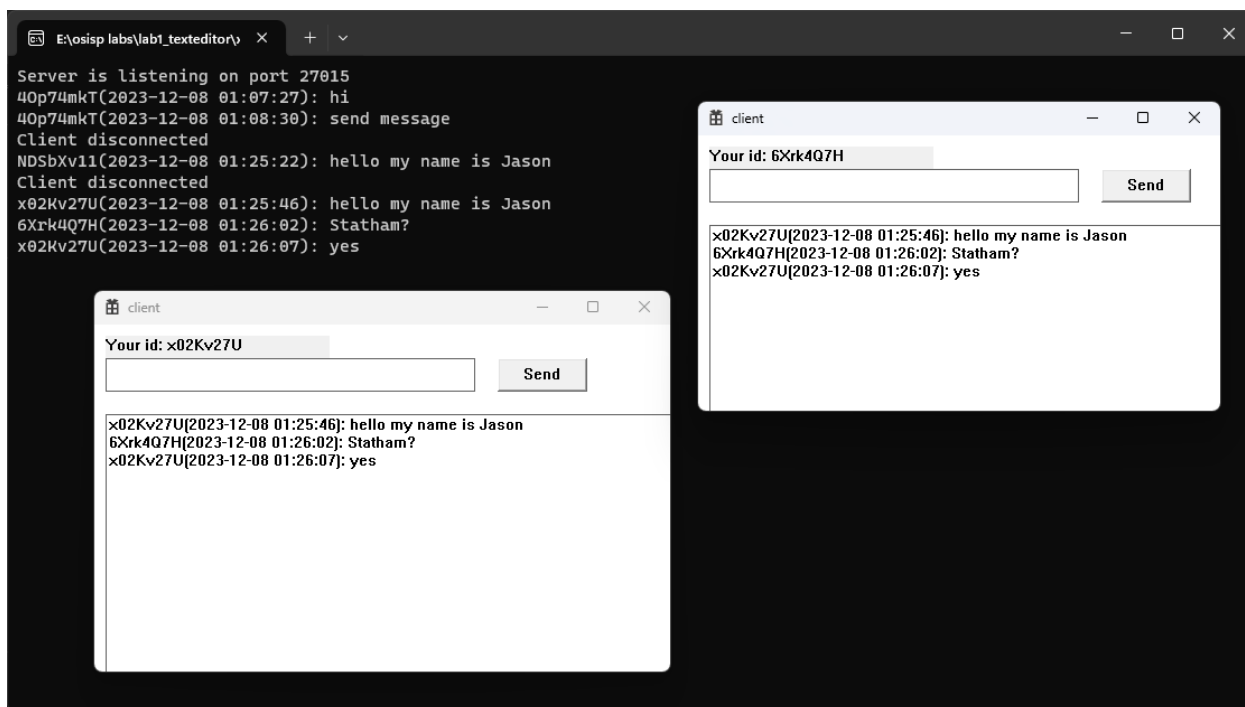 E:\osisp labs\lab1_texteditor\
Server is listening on port 27015
4Op74mkT(2023-12-08 01:07:27): hi
4Op74mkT(2023-12-08 01:08:30): send message
Client disconnected
NDSbXv11(2023-12-08 01:25:22): hello my name is Jason
Client disconnected
x02Kv27U(2023-12-08 01:25:46): hello my name is Jason
6Xrk4Q7H(2023-12-08 01:26:02): Statham?
x02Kv27U(2023-12-08 01:26:07): yes
client
Your id: 6Xrk4Q7H
Send
x02Kv27U(2023-12-08 01:25:46): hello my name is Jason
6Xrk4Q7H(2023-12-08 01:26:02): Statham?
x02Kv27U(2023-12-08 01:26:07): yes
client
Your id: x02Kv27U
Send
x02Kv27U(2023-12-08 01:25:46): hello my name is Jason
6Xrk4Q7H(2023-12-08 01:26:02): Statham?
x02Kv27U(2023-12-08 01:26:07): yes